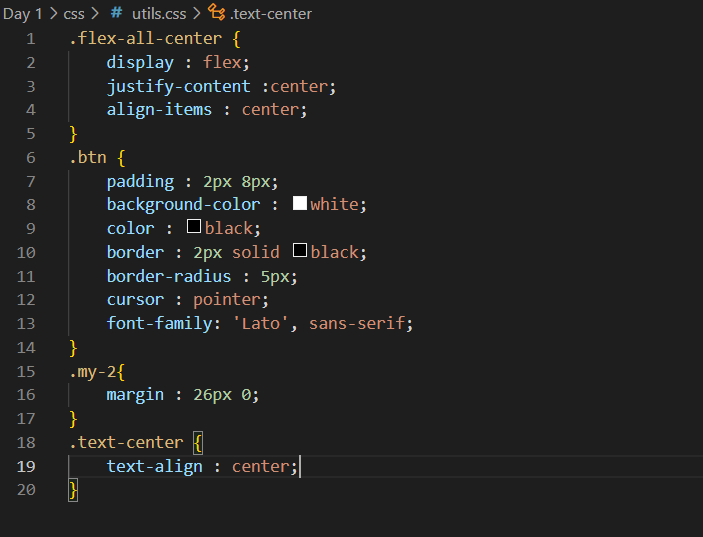 Day 1 > css > # utils.css > .text-center
1 .flex-all-center {
2 display : flex;
3 justify-content :center;
4 align-items : center;
5 }
6 .btn {
7 padding : 2px 8px;
8 background-color : white;
9 color : black;
10 border : 2px solid black;
11 border-radius : 5px;
12 cursor : pointer;
13 font-family: 'Lato', sans-serif;
14 }
15 .my-2{
16 margin : 26px 0;
17 }
18 .text-center {
19 text-align : center;
20 }